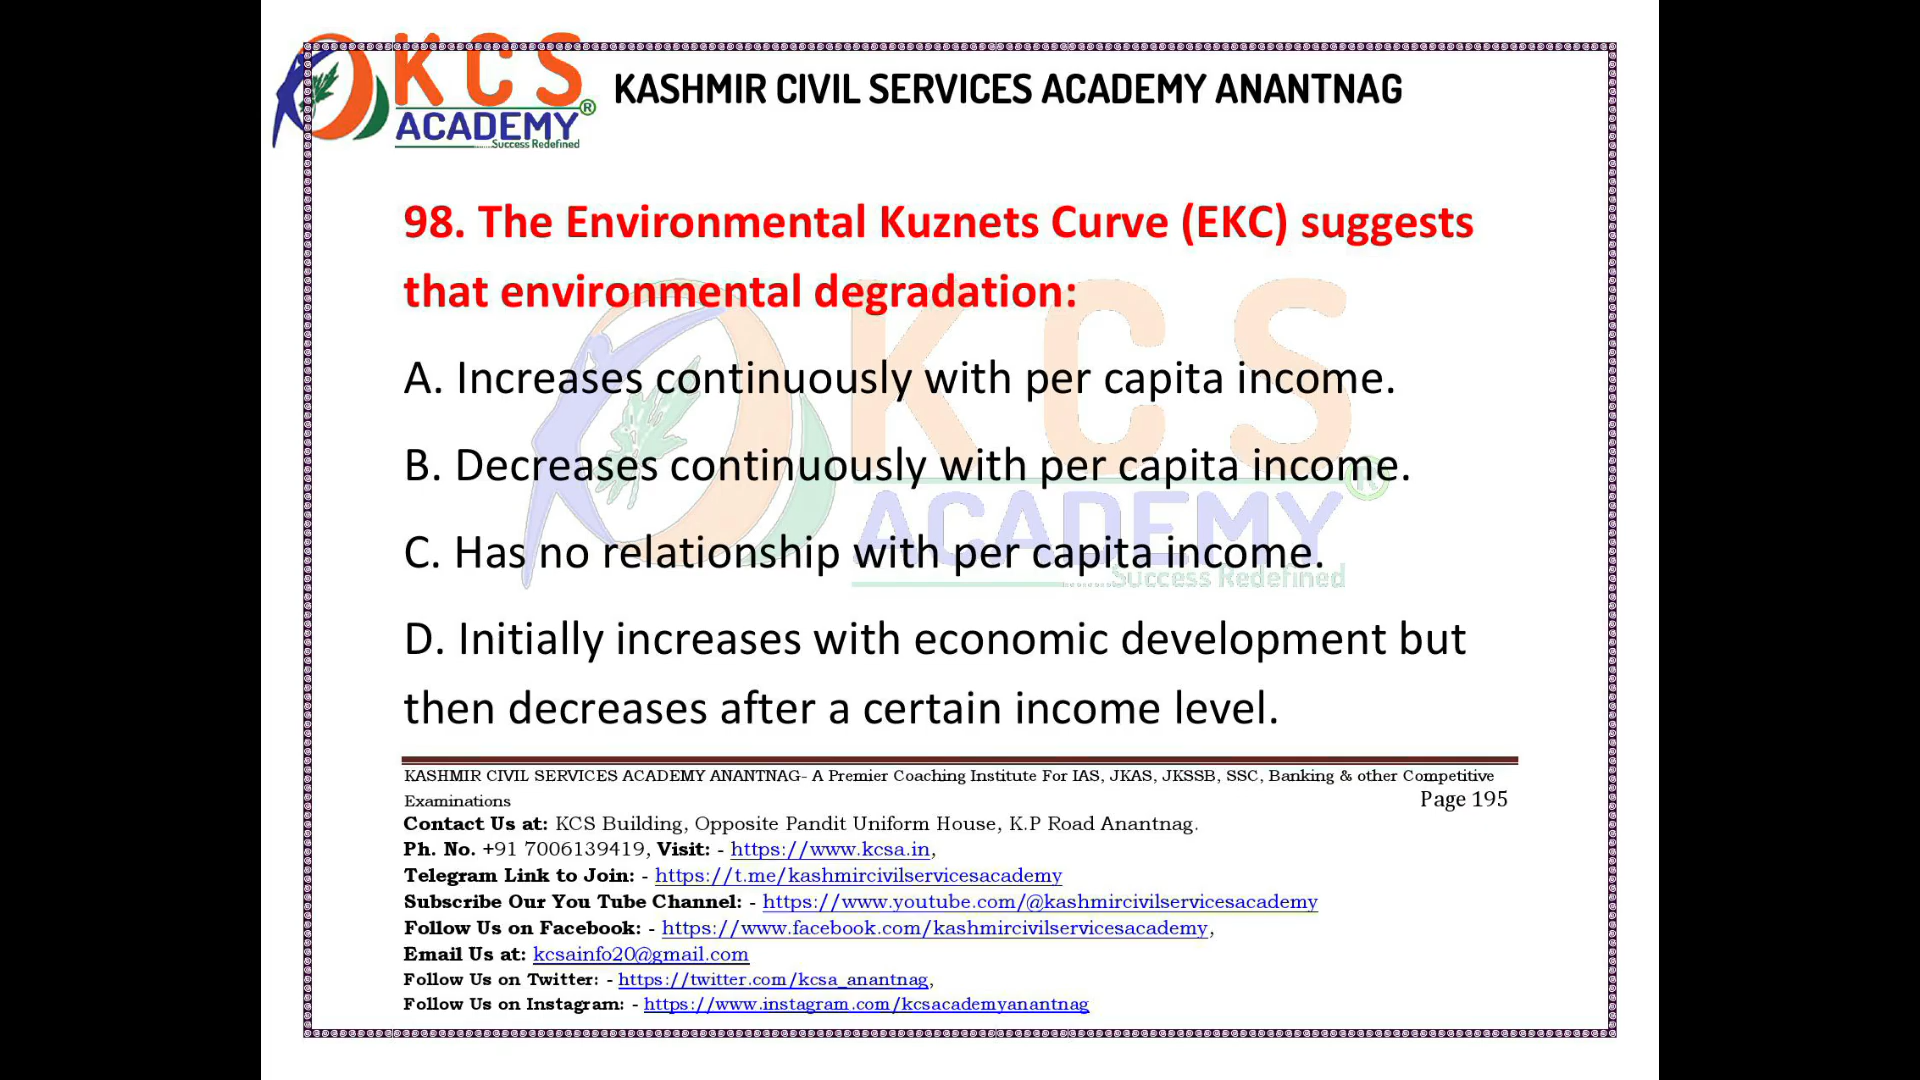 KCS
ACADEMY®
Success Redefined
KASHMIR CIVIL SERVICES ACADEMY ANANTNAG
98. The Environmental Kuznets Curve (EKC) suggests
that environmental degradation:
A. Increases continuously with per capita income.
B. Decreases continuously with per capita income.
C. Has no relationship with per capita income.
D. Initially increases with economic development but
then decreases after a certain income level.
KCS
ACADEMY®
Success Redefined
KASHMIR CIVIL SERVICES ACADEMY ANANTNAG- A Premier Coaching Institute For IAS, JKAS, JKSSB, SSC, Banking & other Competitive
Examinations Page 195
Contact Us at: KCS Building, Opposite Pandit Uniform House, K.P Road Anantnag.
Ph. No. +91 7006139419, Visit: - https://www.kcsa.in,
Telegram Link to Join: - https://t.me/kashmircivilservicesacademy
Subscribe Our You Tube Channel: - https://www.youtube.com/@kashmircivilservicesacademy
Follow Us on Facebook: - https://www.facebook.com/kashmircivilservicesacademy,
Email Us at: kcsainfo20@gmail.com
Follow Us on Twitter: - https://twitter.com/kcsa_anantnag,
Follow Us on Instagram: - https://www.instagram.com/kcsacademyanantnag